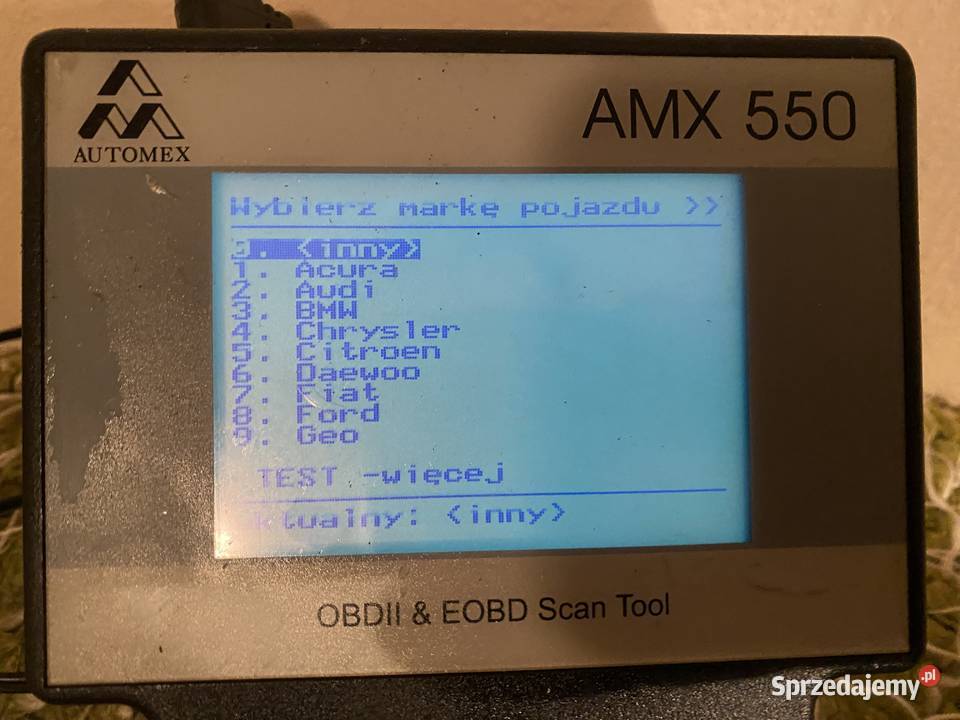 AUTOMEX
AMX 550
Wybierz markę pojazdu >>
0. <inny>
1. Acura
2. Audi
3. BMW
4. Chrysler
5. Citroen
6. Daewoo
7. Fiat
8. Ford
9. Geo
TEST -więcej
ktualny: <inny>
OBDII & EOBD Scan Tool
Sprzedajemy.pl